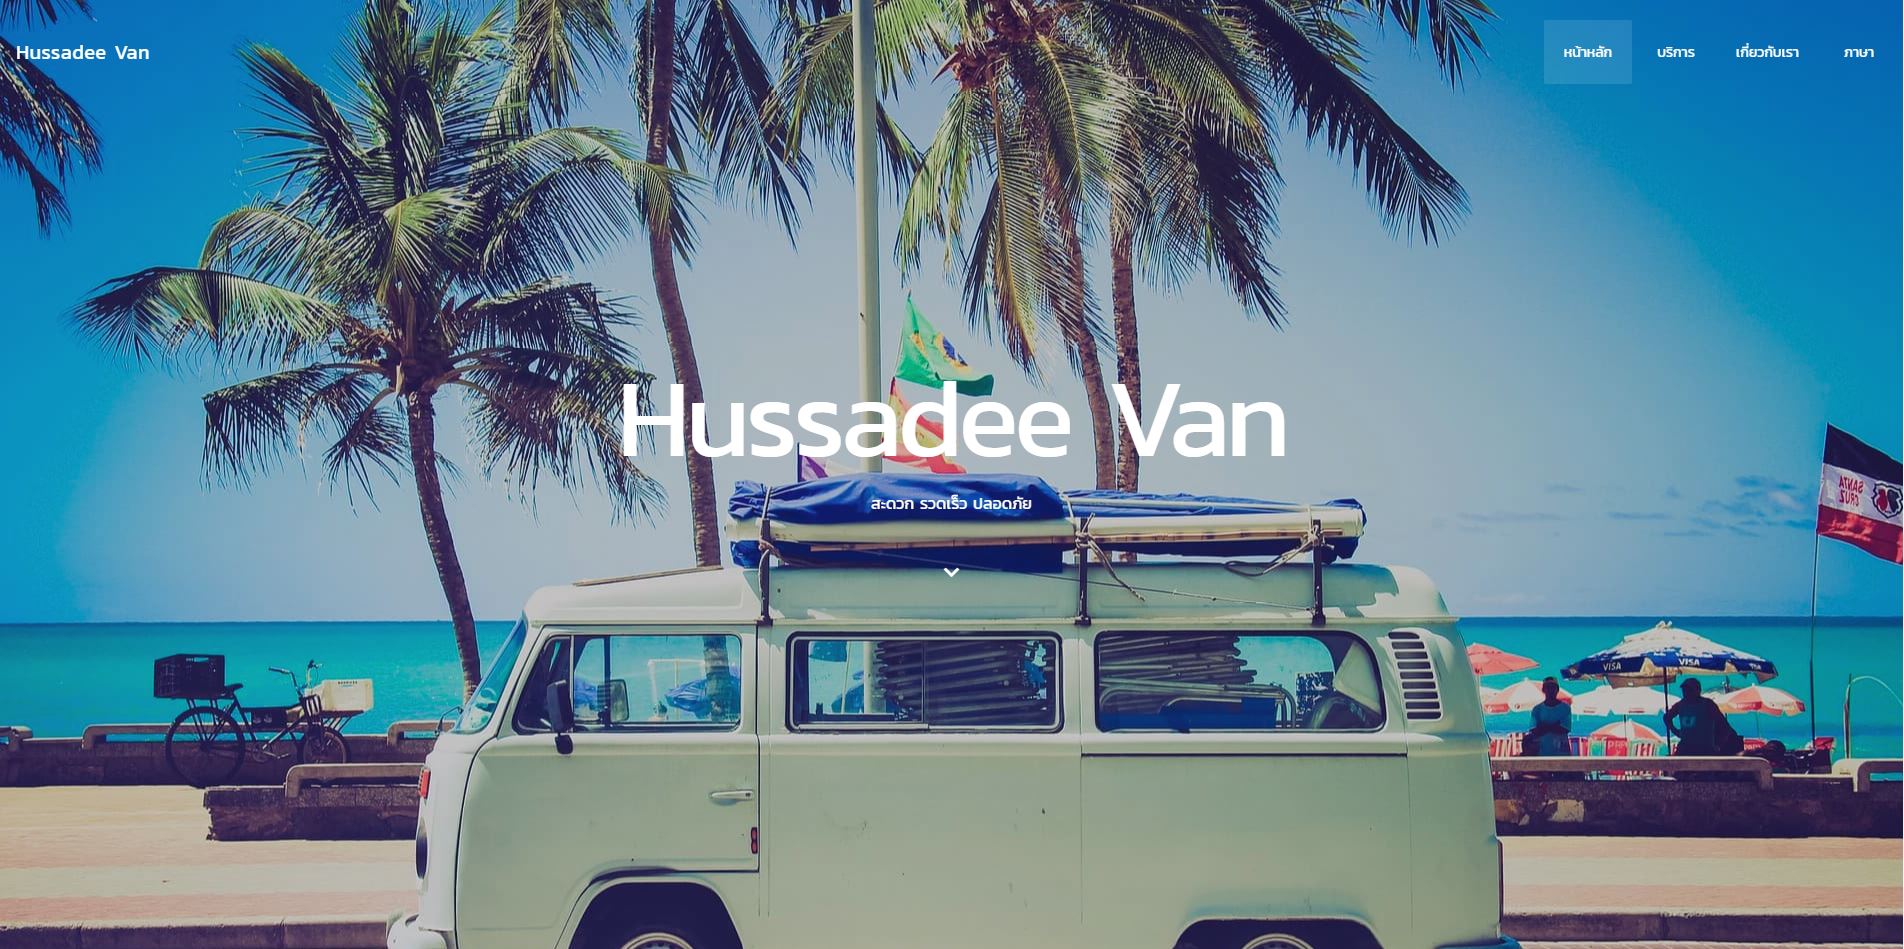 Hussadee Van
หน้าหลัก
บริการ
เกี่ยวกับเรา
ภาษา
Hussadee Van
สะดวก รวดเร็ว ปลอดภัย
SANTA
CRUZ
VISA
VISA
VISA